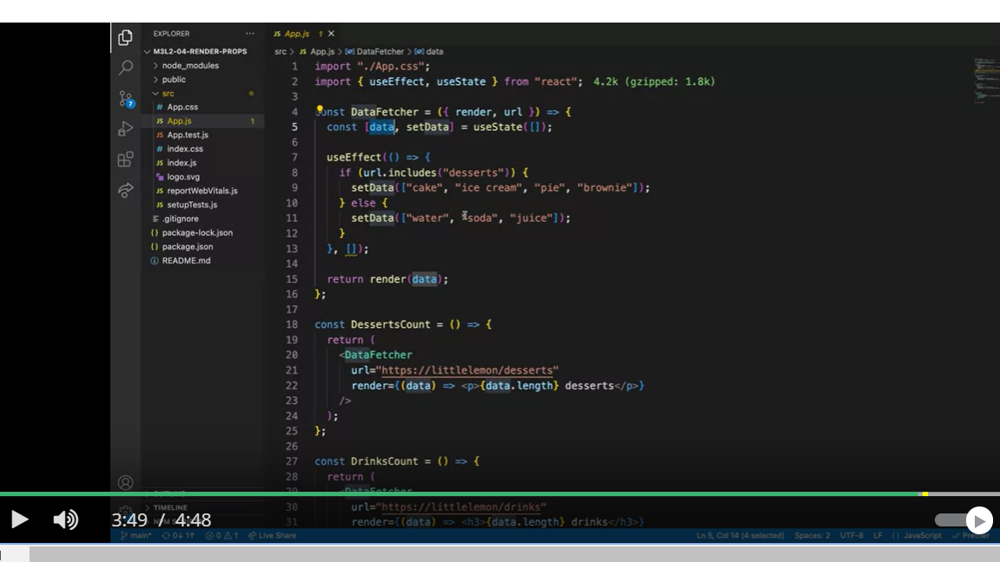 EXPLORER
M3L2-04-RENDER-PROPS
node_modules
public
src
# App.css
JS App.js 1
JS App.test.js
# index.css
JS index.js
logo.svg
JS reportWebVitals.js
JS setupTests.js
.gitignore
{} package-lock.json
{} package.json
README.md
TIMELINE
7
JS App.js 1 ×
src > JS App.js > DataFetcher > data
1 import "./App.css";
2 import { useEffect, useState } from "react"; 4.2k (gzipped: 1.8k)
3
4 const DataFetcher = ({ render, url }) => {
5 const [data, setData] = useState([]);
6
7 useEffect(() => {
8 if (url.includes("desserts")) {
9 setData(["cake", "ice cream", "pie", "brownie"]);
10 } else {
11 setData(["water", "soda", "juice"]);
12 }
13 }, []);
14
15 return render(data);
16 };
17
18 const DessertsCount = () => {
19 return (
20 <DataFetcher
21 url="https://littlelemon/desserts"
22 render={(data) => <p>{data.length} desserts</p>}
23 />
24 );
25 };
26
27 const DrinksCount = () => {
28 return (
29 <DataFetcher
30 url="https://littlelemon/drinks"
31 render={(data) => <h3>{data.length} drinks</h3>}
3:49 / 4:48
main* 0↓ 1↑ 0 1 Live Share Ln 5, Col 14 (4 selected) Spaces: 2 UTF-8 LF {} JavaScript Prettier